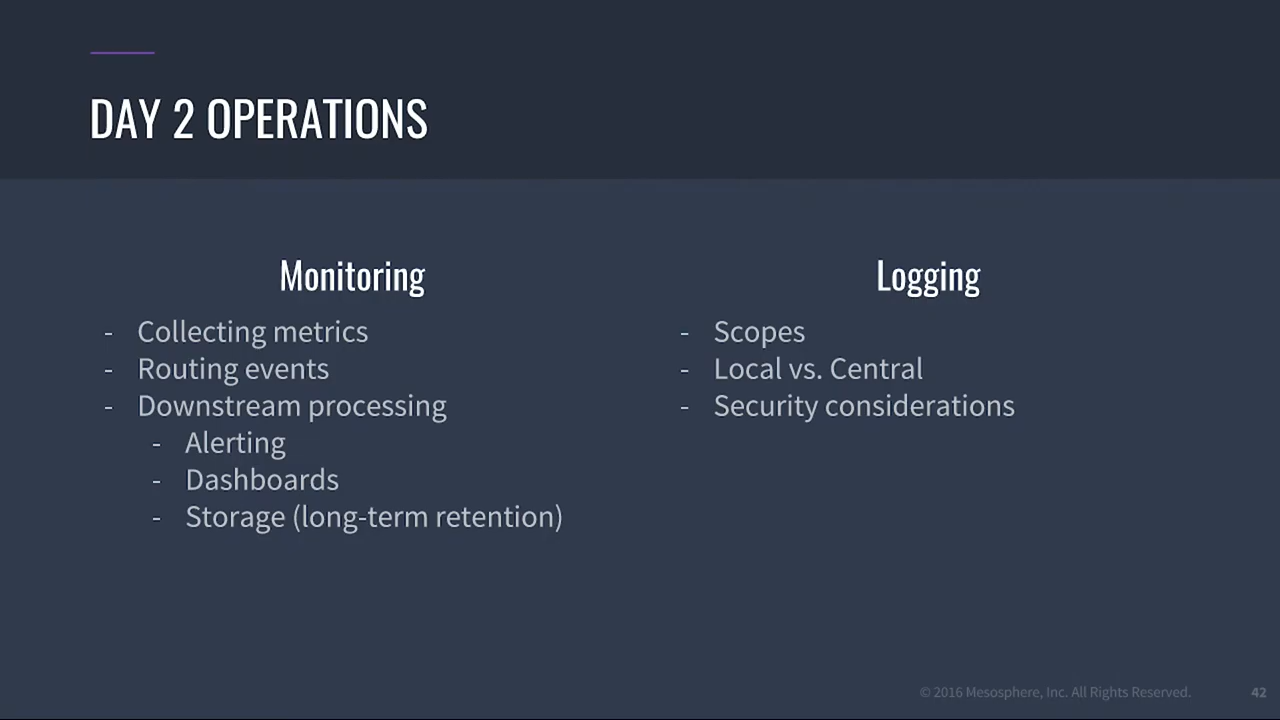 DAY 2 OPERATIONS
Monitoring
- Collecting metrics
- Routing events
- Downstream processing
- Alerting
- Dashboards
- Storage (long-term retention)
Logging
- Scopes
- Local vs. Central
- Security considerations
© 2016 Mesosphere, Inc. All Rights Reserved.
42